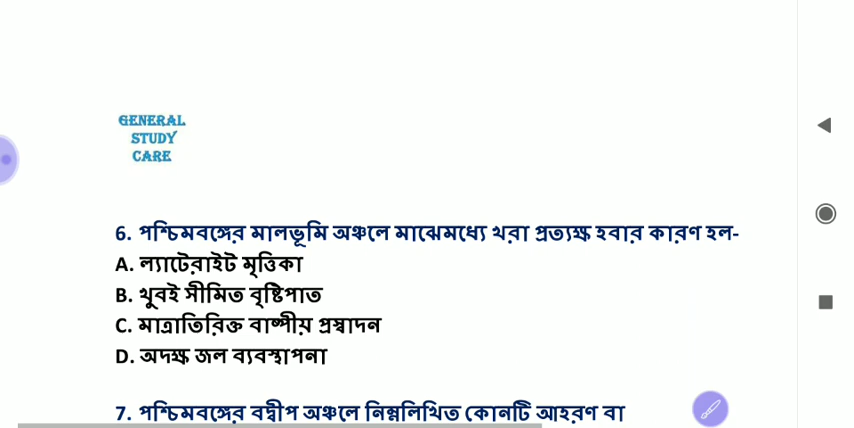 GENERAL
STUDY
CARE
6. পশ্চিমবঙ্গের মালভূমি অঞ্চলে মাঝেমধ্যে খরা প্রত্যক্ষ হবার কারণ হল-
A. ল্যাটেরাইট মৃত্তিকা
B. খুবই সীমিত বৃষ্টিপাত
C. মাত্রাতিরিক্ত বাষ্পীয় প্রস্বাদন
D. অদক্ষ জল ব্যবস্থাপনা
7. পশ্চিমবঙ্গের বদ্বীপ অঞ্চলে নিম্নলিখিত কোনটি আহরণ বা